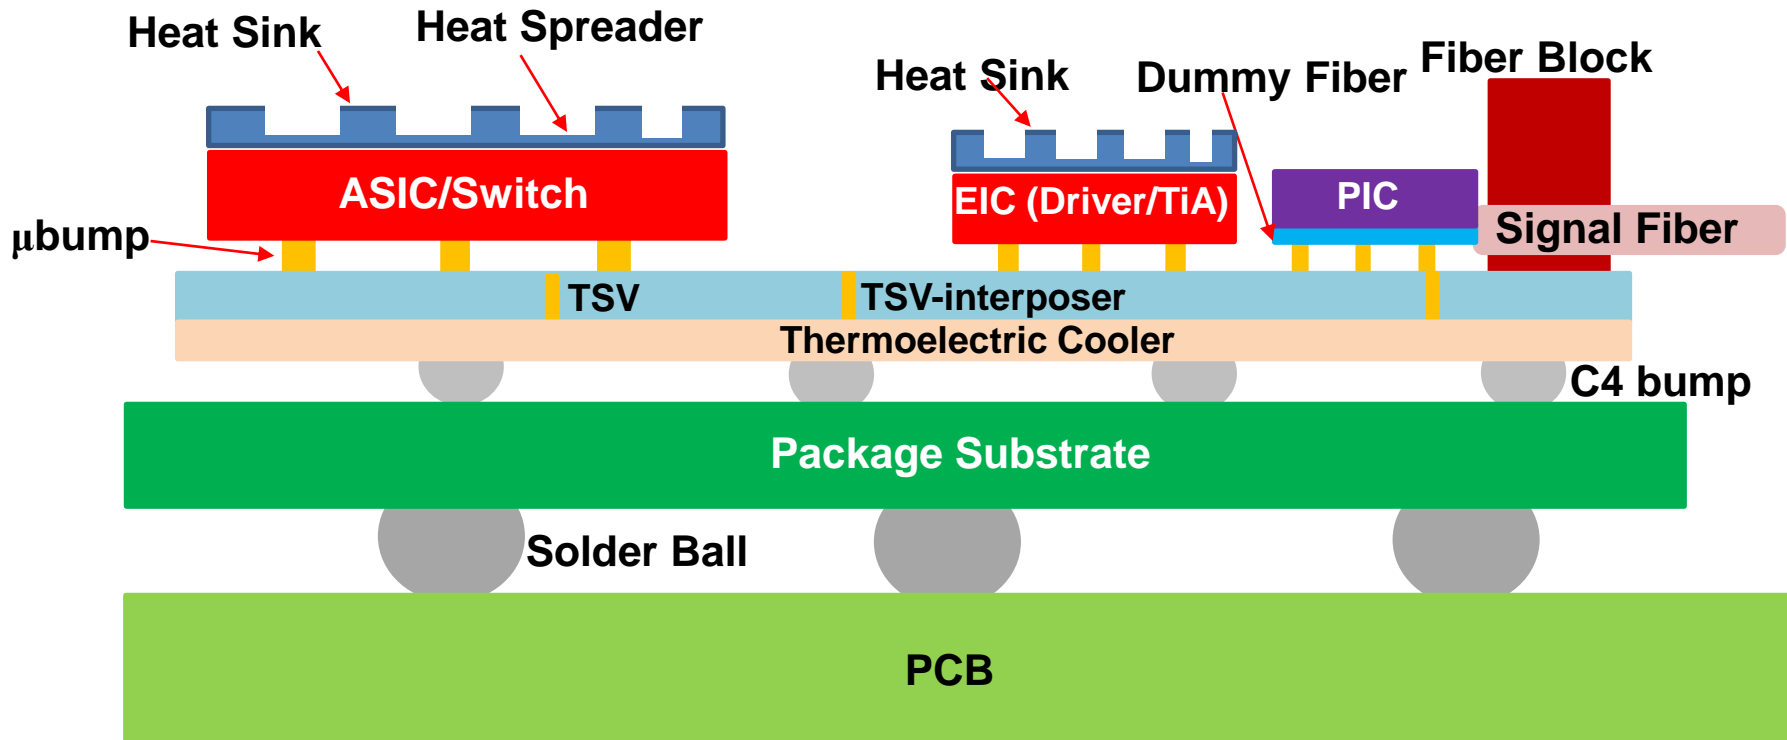 Heat Sink
Heat Spreader
Heat Sink
Dummy Fiber
Fiber Block
ASIC/Switch
EIC (Driver/TiA)
PIC
μbump
Signal Fiber
TSV
TSV-interposer
Thermoelectric Cooler
C4 bump
Package Substrate
Solder Ball
PCB